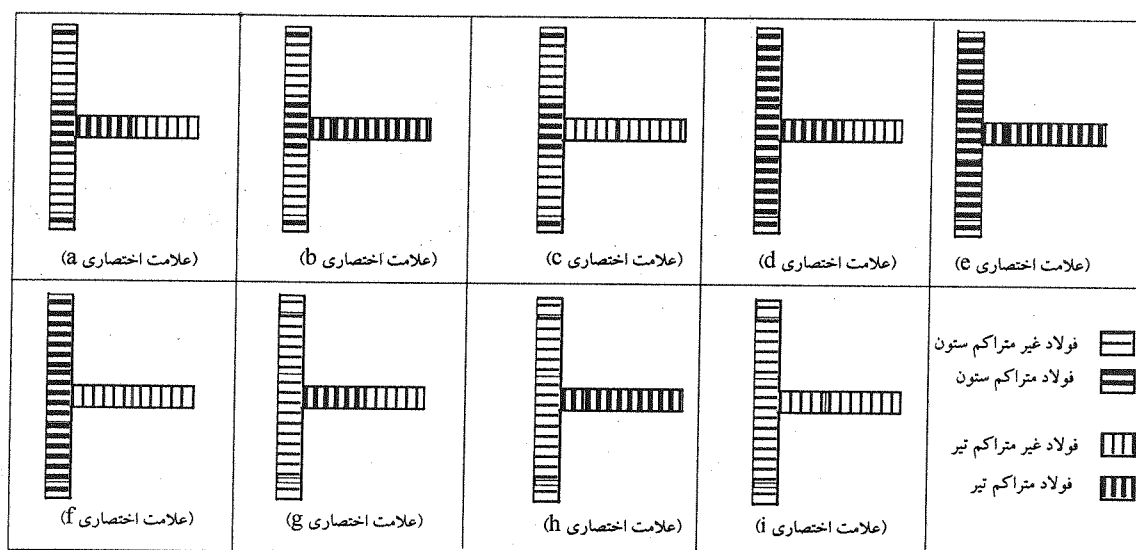 a) (علامت اختصاری
b) (علامت اختصاری
c) (علامت اختصاری
d) (علامت اختصاری
e) (علامت اختصاری
f) (علامت اختصاری
g) (علامت اختصاری
h) (علامت اختصاری
i) (علامت اختصاری
فولاد غیر متراکم ستون
فولاد متراکم ستون
فولاد غیر متراکم تیر
فولاد متراکم تیر